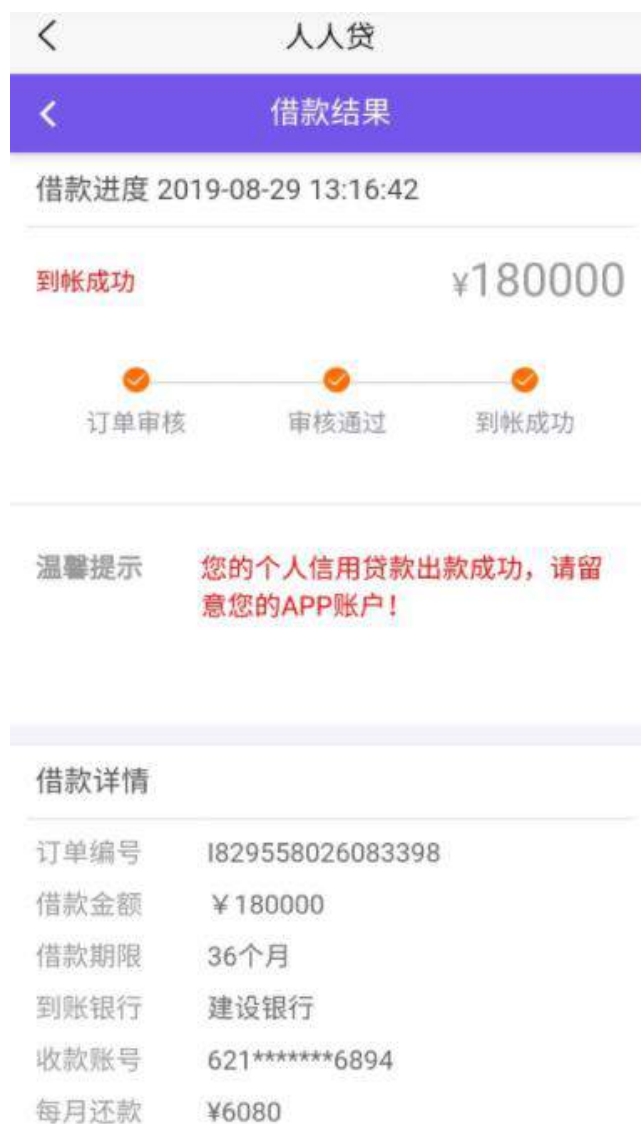 人人贷
借款结果
借款进度 2019-08-29 13:16:42
到帐成功 ¥180000
订单审核 审核通过 到帐成功
温馨提示 您的个人信用贷款出款成功，请留
意您的APP账户！
借款详情
订单编号 I829558026083398
借款金额 ￥180000
借款期限 36个月
到账银行 建设银行
收款账号 621*******6894
每月还款 ¥6080